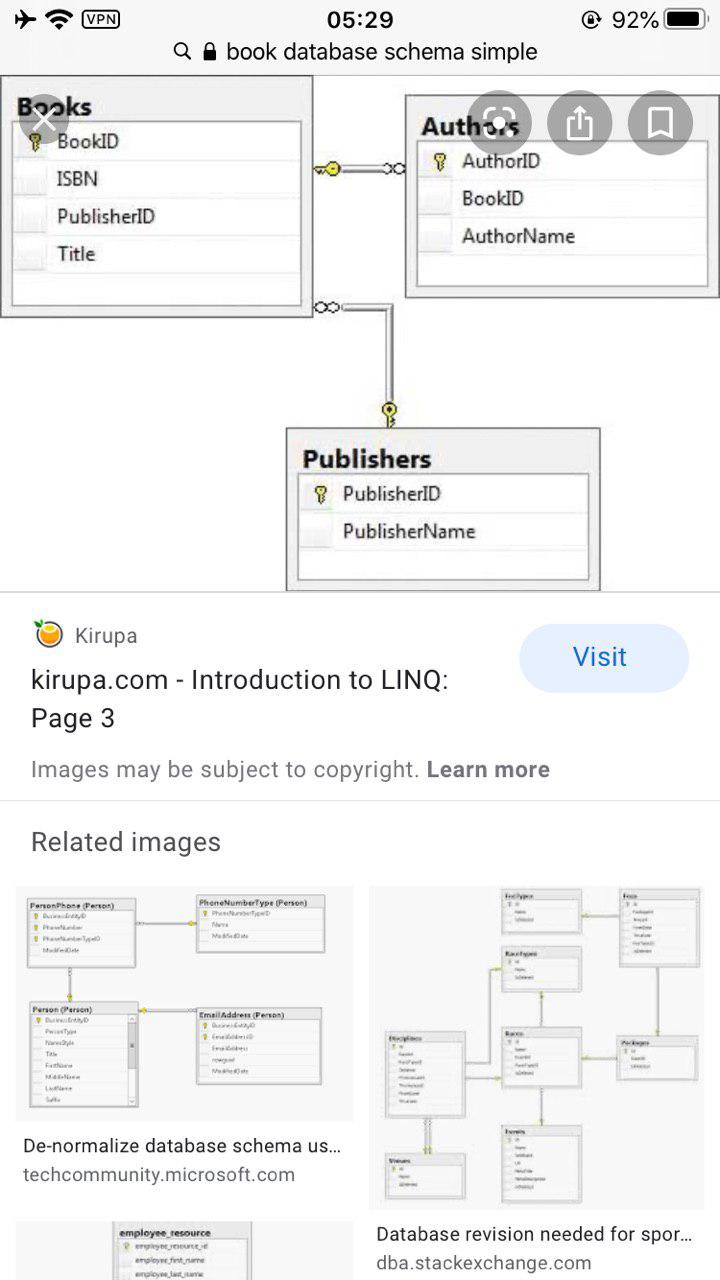 VPN
05:29
92%
book database schema simple
Books
BookID
ISBN
PublisherID
Title
Authors
AuthorID
BookID
AuthorName
Publishers
PublisherID
PublisherName
Kirupa
Visit
kirupa.com - Introduction to LINQ:
Page 3
Images may be subject to copyright. Learn more
Related images
PersonPhone (Person)
BusinessEntityID
PhoneNumber
PhoneNumberTypeID
ModifiedDate
PhoneNumberType (Person)
PhoneNumberTypeID
Name
ModifiedDate
Person (Person)
BusinessEntityID
PersonType
NameStyle
Title
FirstName
MiddleName
LastName
Suffix
EmailAddress (Person)
BusinessEntityID
EmailAddressID
EmailAddress
rowguid
ModifiedDate
De-normalize database schema us...
techcommunity.microsoft.com
Disciplines
Packages
Events
Database revision needed for spor...
dba.stackexchange.com
employee_resource
employee_resource_id
employee_first_name
employee_last_name